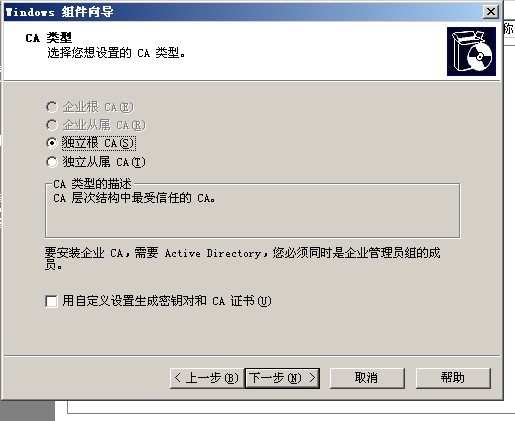 Windows 组件向导
CA 类型
选择您想设置的 CA 类型。
企业根 CA(E)
企业从属 CA(R)
独立根 CA(S)
独立从属 CA(T)
CA 类型的描述
CA 层次结构中最受信任的 CA。
要安装企业 CA，需要 Active Directory，您必须同时是企业管理员组的成
员。
用自定义设置生成密钥对和 CA 证书(U)
< 上一步(B) 下一步(N) > 取消 帮助
称